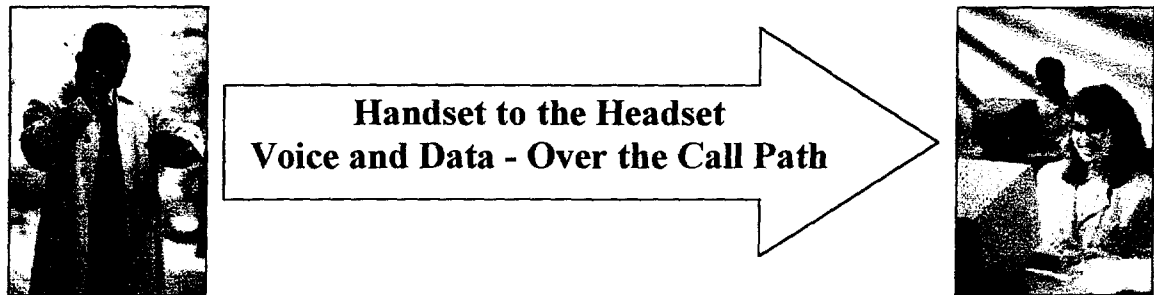 Handset to the Headset
Voice and Data - Over the Call Path